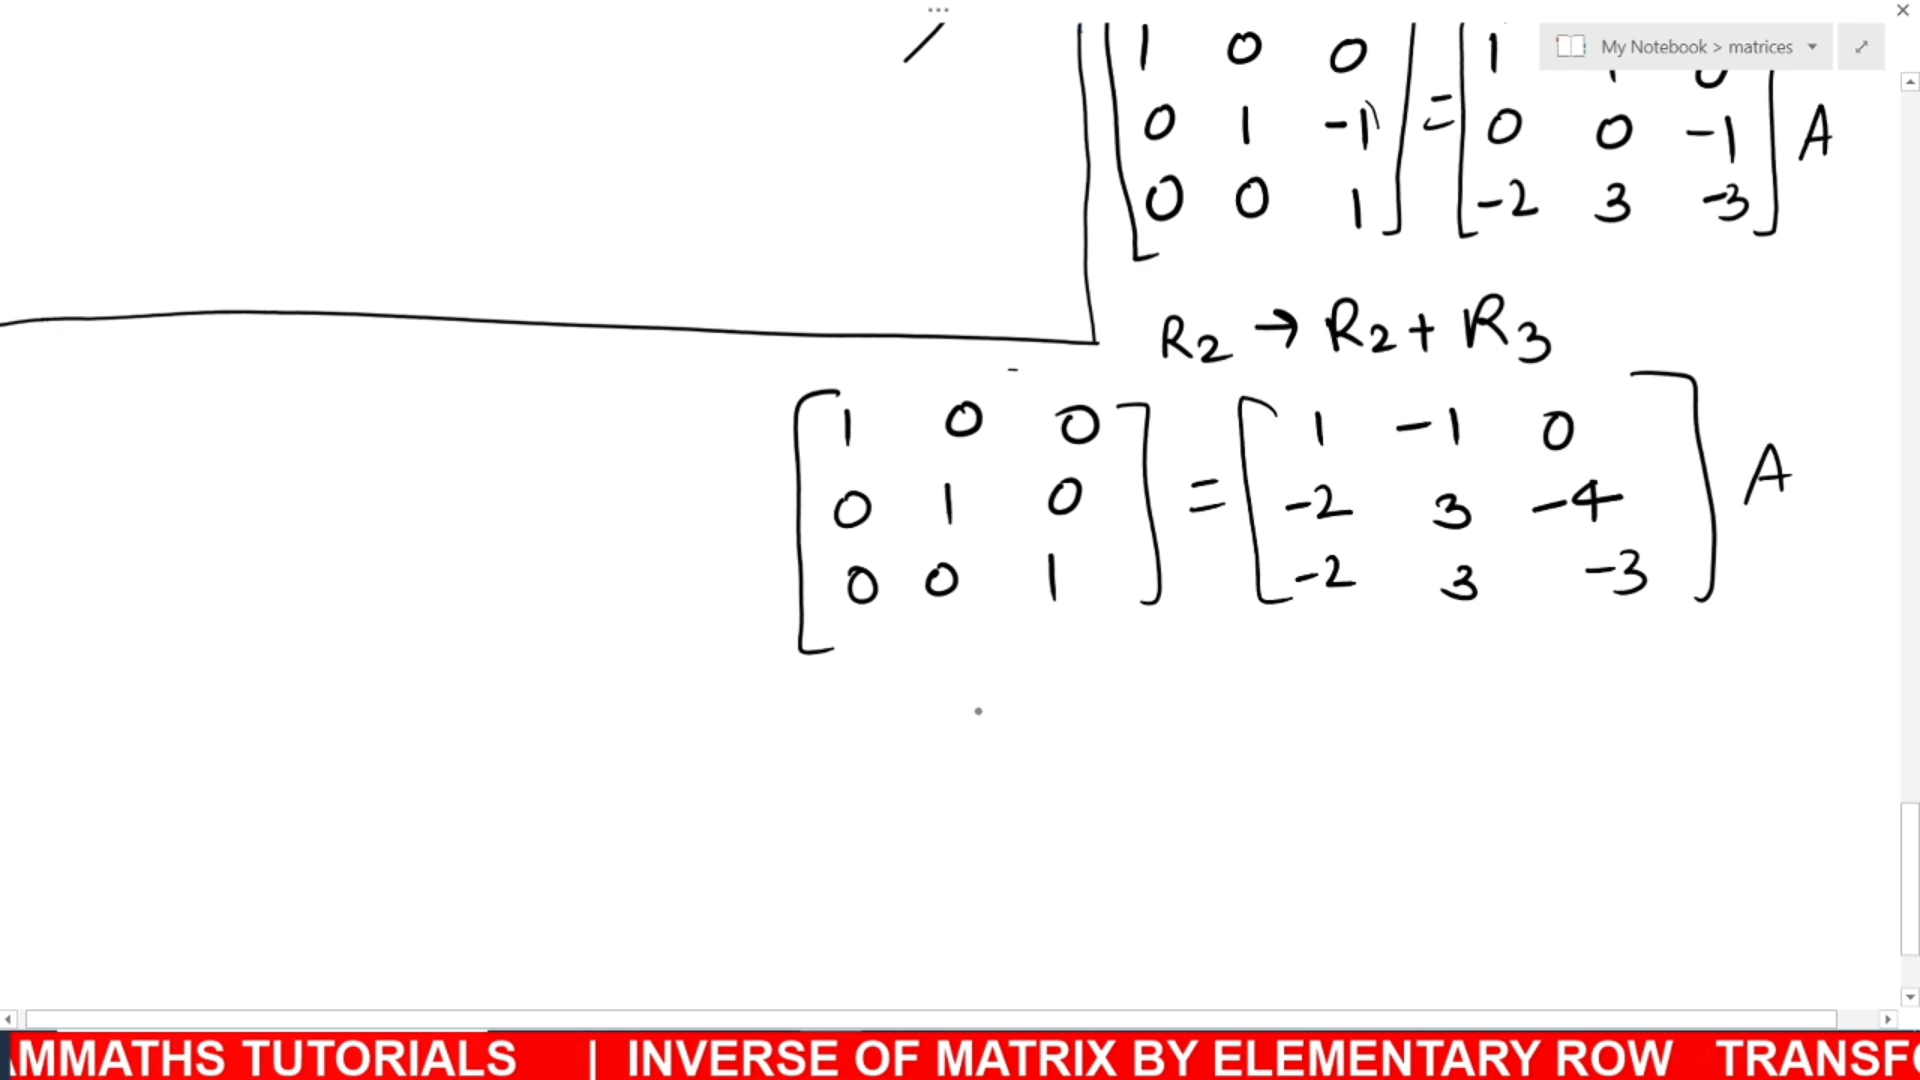 My Notebook > matrices
1 0 0 1 0
0 1 -1 = 0 0 -1 A
0 0 1 -2 3 -3
R2 → R2 + R3
1 0 0 1 -1 0
0 1 0 = -2 3 -4 A
0 0 1 -2 3 -3
MMATHS TUTORIALS | INVERSE OF MATRIX BY ELEMENTARY ROW TRANSF